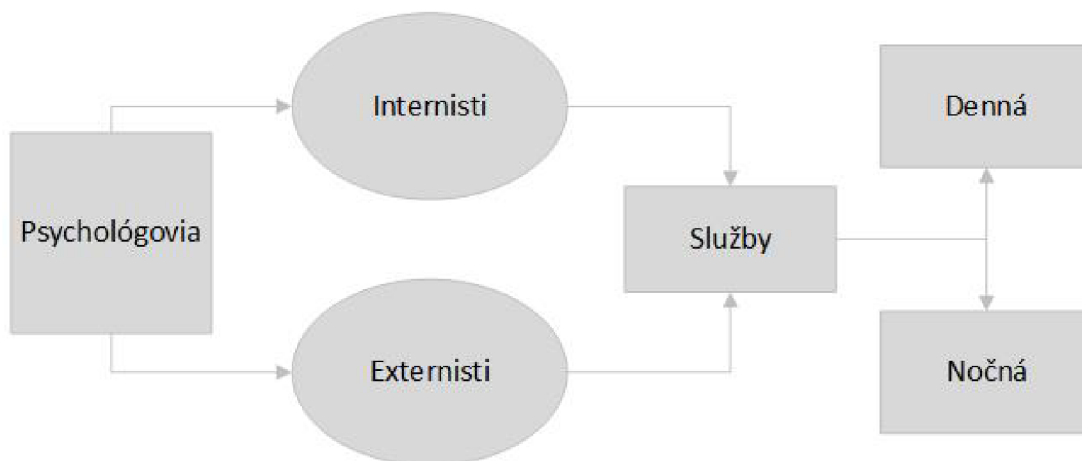 Psychológovia
Internisti
Externisti
Služby
Denná
Nočná